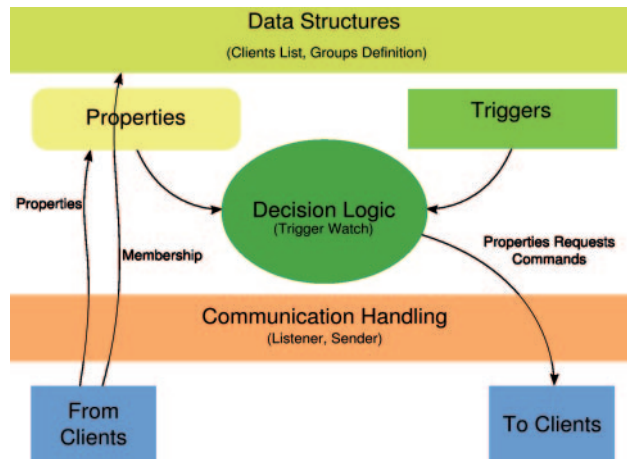 Data Structures
(Clients List, Groups Definition)
Properties
Triggers
Properties
Decision Logic
(Trigger Watch)
Membership
Properties Requests
Commands
Communication Handling
(Listener, Sender)
From
Clients
To Clients